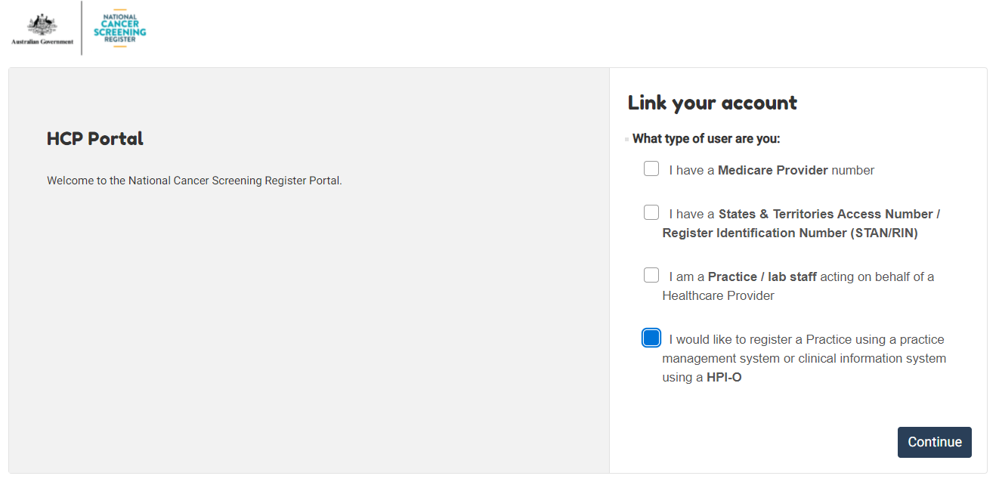 Australian Government
NATIONAL
CANCER
SCREENING
REGISTER
HCP Portal
Welcome to the National Cancer Screening Register Portal.
Link your account
What type of user are you:
I have a Medicare Provider number
I have a States & Territories Access Number /
Register Identification Number (STAN/RIN)
I am a Practice / lab staff acting on behalf of a
Healthcare Provider
I would like to register a Practice using a practice
management system or clinical information system
using a HPI-O
Continue